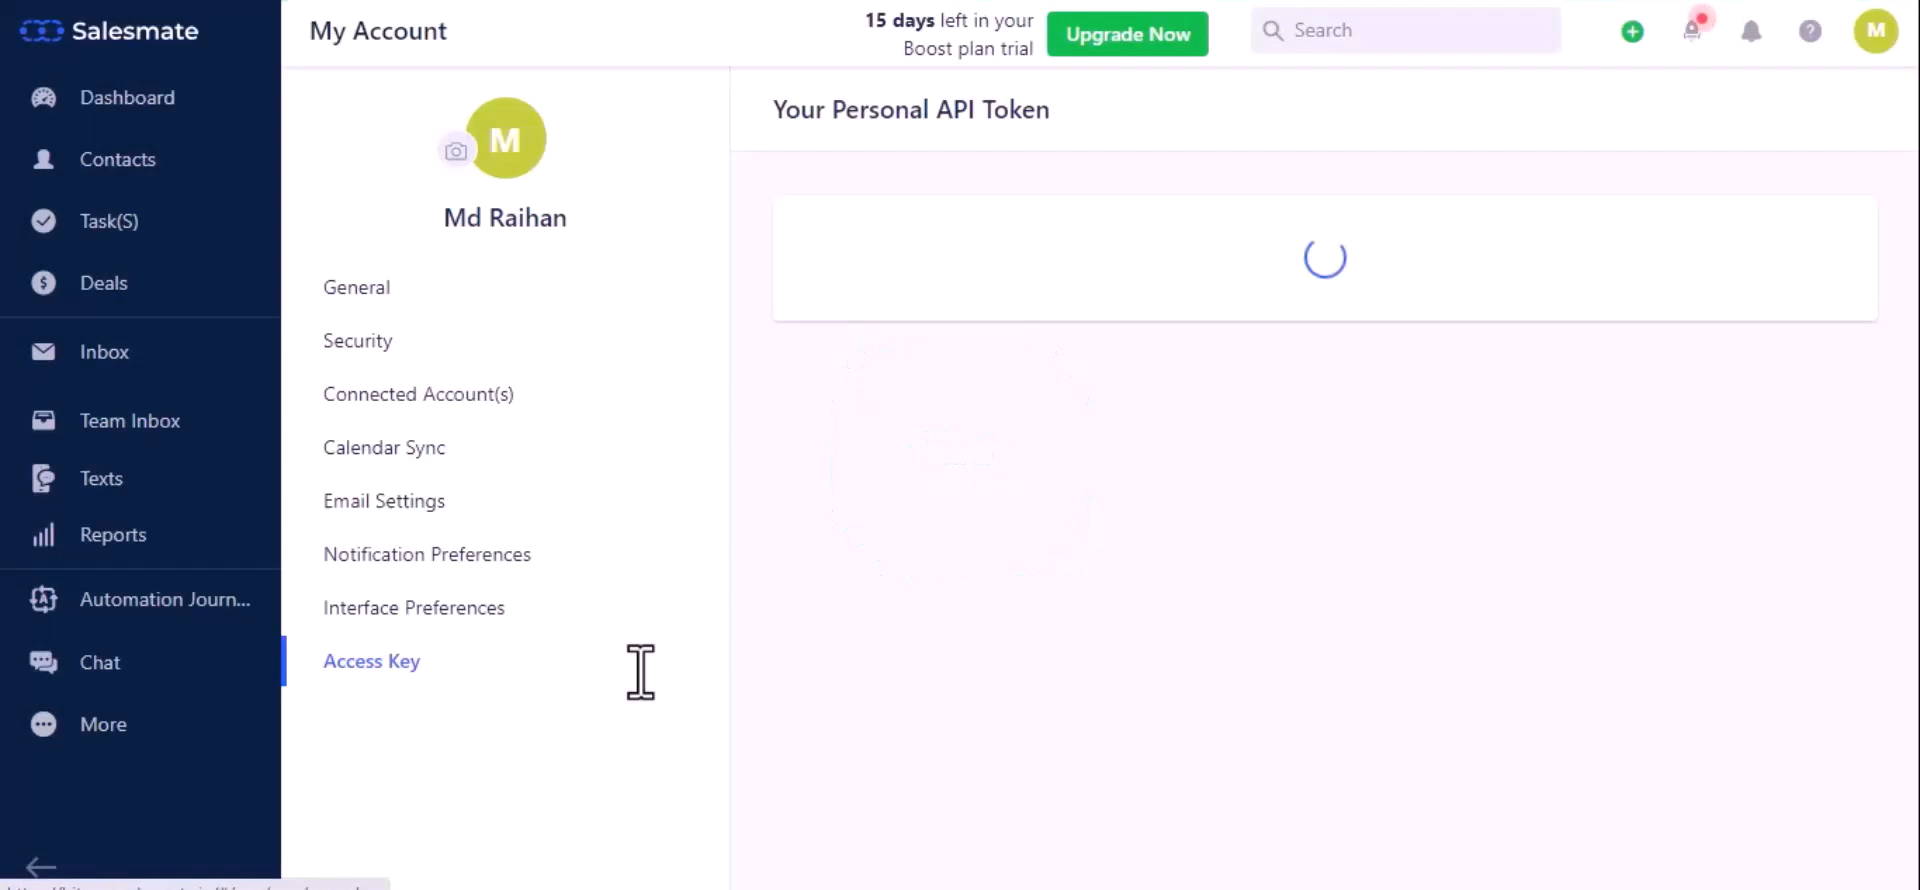 Salesmate
Dashboard
Contacts
Task(S)
Deals
Inbox
Team Inbox
Texts
Reports
Automation Journ...
Chat
More
My Account
15 days left in your
Boost plan trial
Upgrade Now
Search
M
M
Md Raihan
General
Security
Connected Account(s)
Calendar Sync
Email Settings
Notification Preferences
Interface Preferences
Access Key
Your Personal API Token